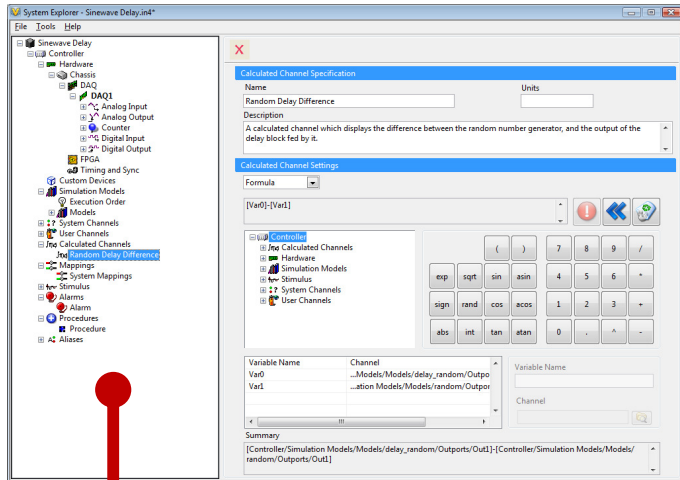 System Explorer - Sinewave Delay.in4*
File Tools Help
Sinewave Delay
Controller
Hardware
Chassis
DAQ
DAQ1
Analog Input
Analog Output
Counter
Digital Input
Digital Output
FPGA
Timing and Sync
Custom Devices
Simulation Models
Execution Order
Models
System Channels
User Channels
Calculated Channels
Random Delay Difference
Mappings
System Mappings
Stimulus
Alarms
Alarm
Procedures
Procedure
Aliases
Calculated Channel Specification
Name Units
Random Delay Difference
Description
A calculated channel which displays the difference between the random number generator, and the output of the
delay block fed by it.
Calculated Channel Settings
Formula
[Var0]-[Var1]
Controller
Calculated Channels
Hardware
Simulation Models
Stimulus
System Channels
User Channels
( ) 7 8 9 /
exp sqrt sin asin 4 5 6 *
sign rand cos acos 1 2 3 +
abs int tan atan 0 . ^ -
Variable Name Channel
Var0 ...Models/Models/delay_random/Outpo
Var1 ...ation Models/Models/random/Outpor
Variable Name
Channel
Summary
[Controller/Simulation Models/Models/delay_random/Outports/Out1]-[Controller/Simulation Models/Models/
random/Outports/Out1]